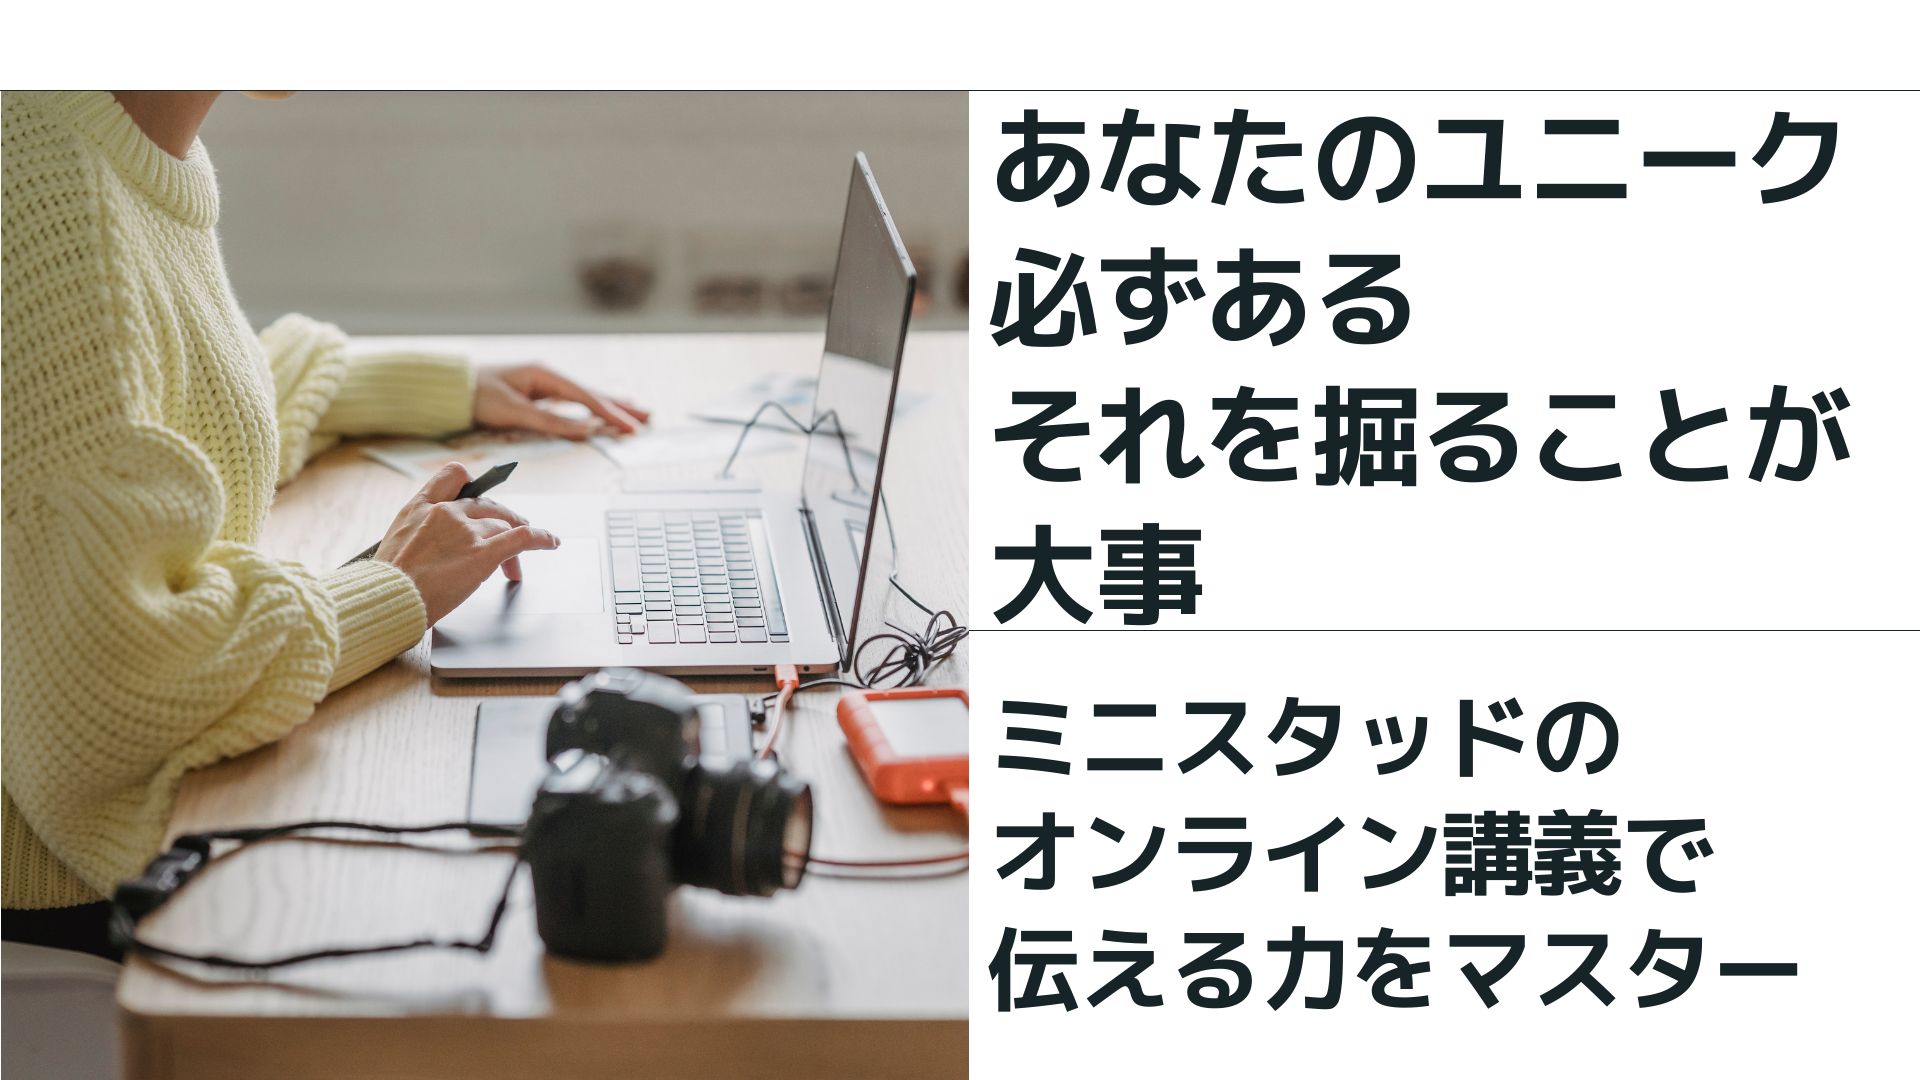 あなたのユニーク
必ずある
それを掘ることが
大事
ミニスタッドの
オンライン講義で
伝える力をマスター